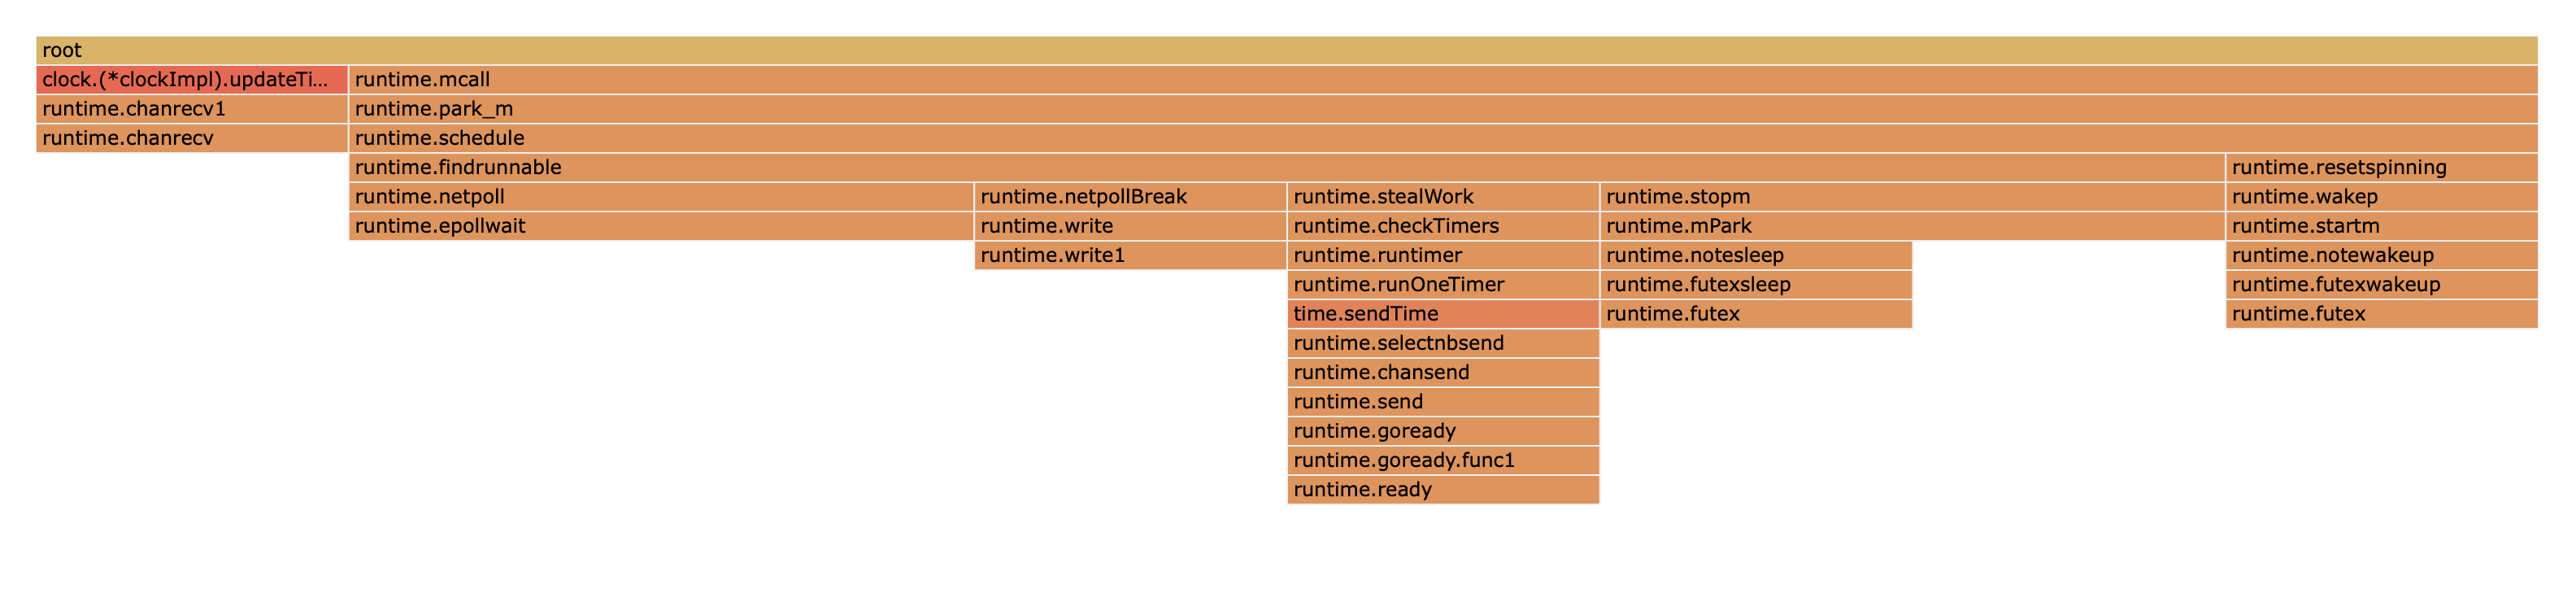 root
clock.(*clockImpl).updateTi... runtime.mcall
runtime.chanrecv1 runtime.park_m
runtime.chanrecv runtime.schedule
runtime.findrunnable runtime.resetspinning
runtime.netpoll runtime.netpollBreak runtime.stealWork runtime.stopm runtime.wakep
runtime.epollwait runtime.write runtime.checkTimers runtime.mPark runtime.startm
runtime.write1 runtime.runtimer runtime.notesleep runtime.notewakeup
runtime.runOneTimer runtime.futexsleep runtime.futexwakeup
time.sendTime runtime.futex runtime.futex
runtime.selectnbsend
runtime.chansend
runtime.send
runtime.goready
runtime.goready.func1
runtime.ready